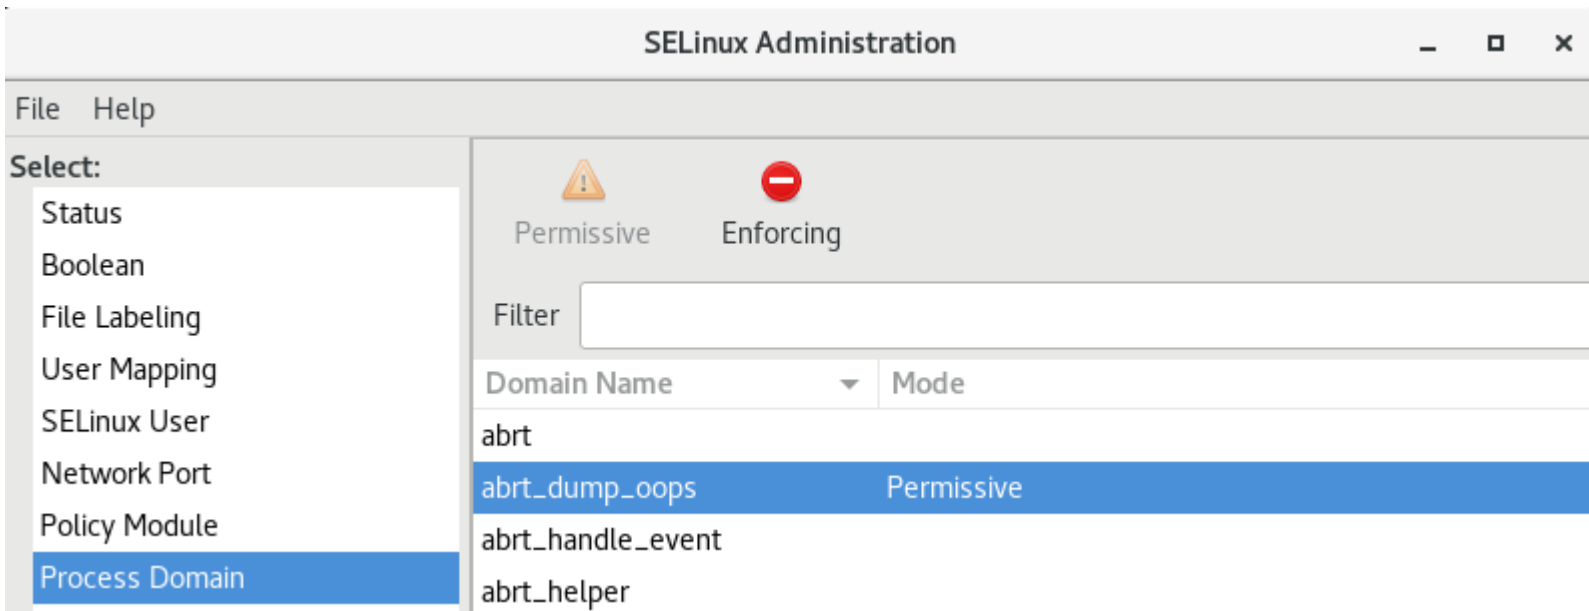 SELinux Administration
File Help
Select:
Status
Boolean
File Labeling
User Mapping
SELinux User
Network Port
Policy Module
Process Domain
Permissive Enforcing
Filter
Domain Name Mode
abrt
abrt_dump_oops Permissive
abrt_handle_event
abrt_helper